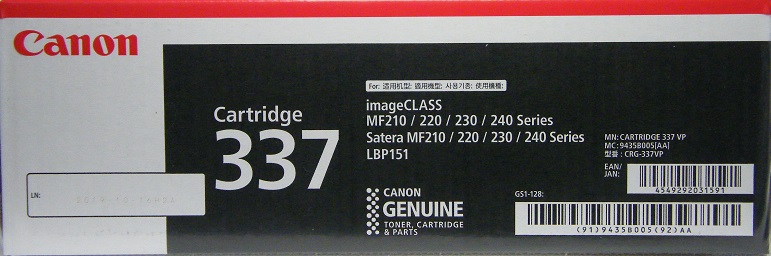 Canon
For: 适用机型: 適用機型: 사용기종: 使用機種:
imageCLASS
MF210 / 220 / 230 / 240 Series
Satera MF210 / 220 / 230 / 240 Series
LBP151
Cartridge
337
MN: CARTRIDGE 337 VP
MC: 9435B005[AA]
型番 : CRG-337VP
EAN/
JAN:
4549292031591
LN:
CANON
GENUINE
TONER, CARTRIDGE
& PARTS
GS1-128:
(91)9435B005(92)AA